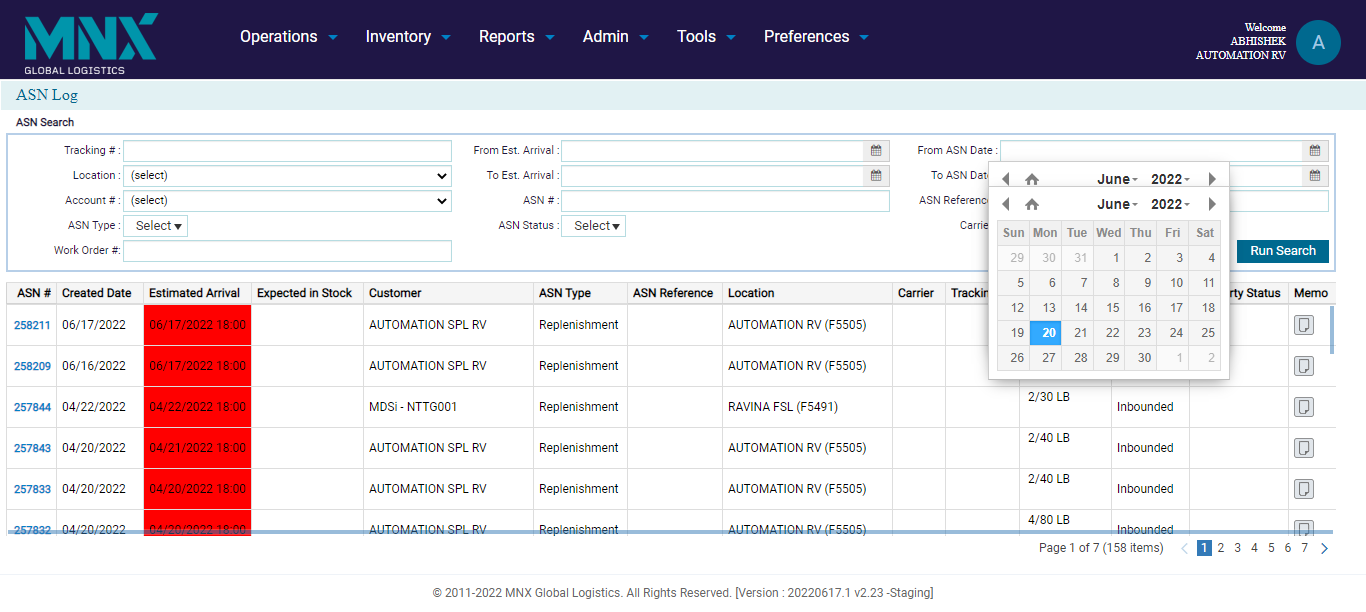 MNX
GLOBAL LOGISTICS
Operations Inventory Reports Admin Tools Preferences
Welcome
ABHISHEK
AUTOMATION RV
A
ASN Log
ASN Search
Tracking # : From Est. Arrival : From ASN Date :
Location : (select) To Est. Arrival : To ASN Date
Account # : (select) ASN # : ASN Reference
ASN Type : Select ASN Status : Select Carrie
Work Order #: Run Search
June 2022
June 2022
Sun Mon Tue Wed Thu Fri Sat
29 30 31 1 2 3 4
5 6 7 8 9 10 11
12 13 14 15 16 17 18
19 20 21 22 23 24 25
26 27 28 29 30 1 2
ASN # Created Date Estimated Arrival Expected in Stock Customer ASN Type ASN Reference Location Carrier Trackin rty Status Memo
258211 06/17/2022 06/17/2022 18:00 AUTOMATION SPL RV Replenishment AUTOMATION RV (F5505)
258209 06/16/2022 06/17/2022 18:00 AUTOMATION SPL RV Replenishment AUTOMATION RV (F5505)
257844 04/22/2022 04/22/2022 18:00 MDSi - NTTG001 Replenishment RAVINA FSL (F5491) 2/30 LB Inbounded
257843 04/20/2022 04/21/2022 18:00 AUTOMATION SPL RV Replenishment AUTOMATION RV (F5505) 2/40 LB Inbounded
257833 04/20/2022 04/20/2022 18:00 AUTOMATION SPL RV Replenishment AUTOMATION RV (F5505) 2/40 LB Inbounded
257832 04/20/2022 04/20/2022 18:00 AUTOMATION SPL RV Replenishment AUTOMATION RV (F5505) 4/80 LB Inbounded
Page 1 of 7 (158 items) 1 2 3 4 5 6 7
© 2011-2022 MNX Global Logistics. All Rights Reserved. [Version : 20220617.1 v2.23 -Staging]